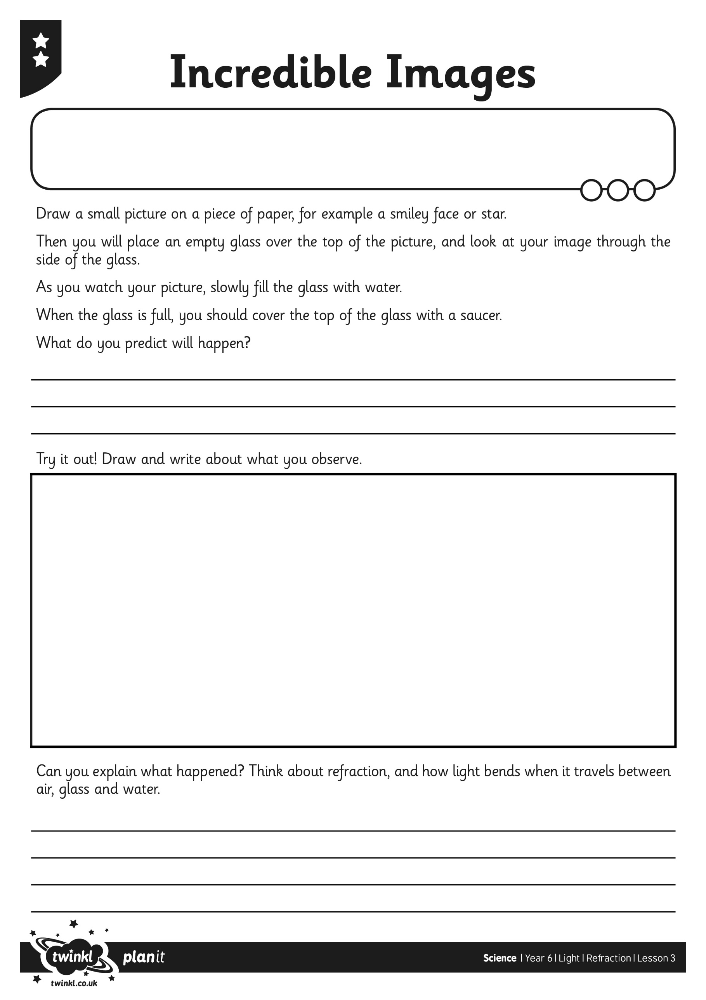 Incredible Images
Draw a small picture on a piece of paper, for example a smiley face or star.
Then you will place an empty glass over the top of the picture, and look at your image through the
side of the glass.
As you watch your picture, slowly fill the glass with water.
When the glass is full, you should cover the top of the glass with a saucer.
What do you predict will happen?
Try it out! Draw and write about what you observe.
Can you explain what happened? Think about refraction, and how light bends when it travels between
air, glass and water.
twinkl planit
Science | Year 6 | Light | Refraction | Lesson 3
twinkl.co.uk